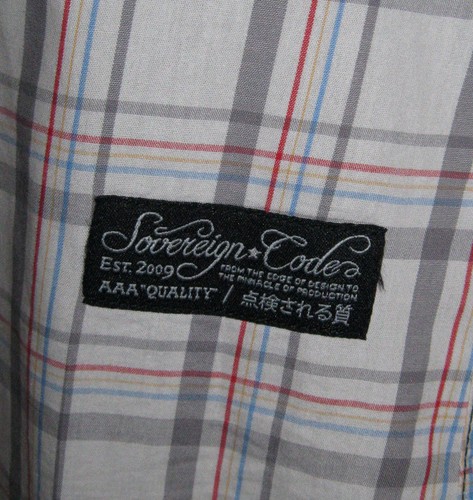 Sovereign★Code
EST. 2009
FROM THE EDGE OF DESIGN TO
THE PINNACLE OF PRODUCTION
AAA "QUALITY" / 点検される質